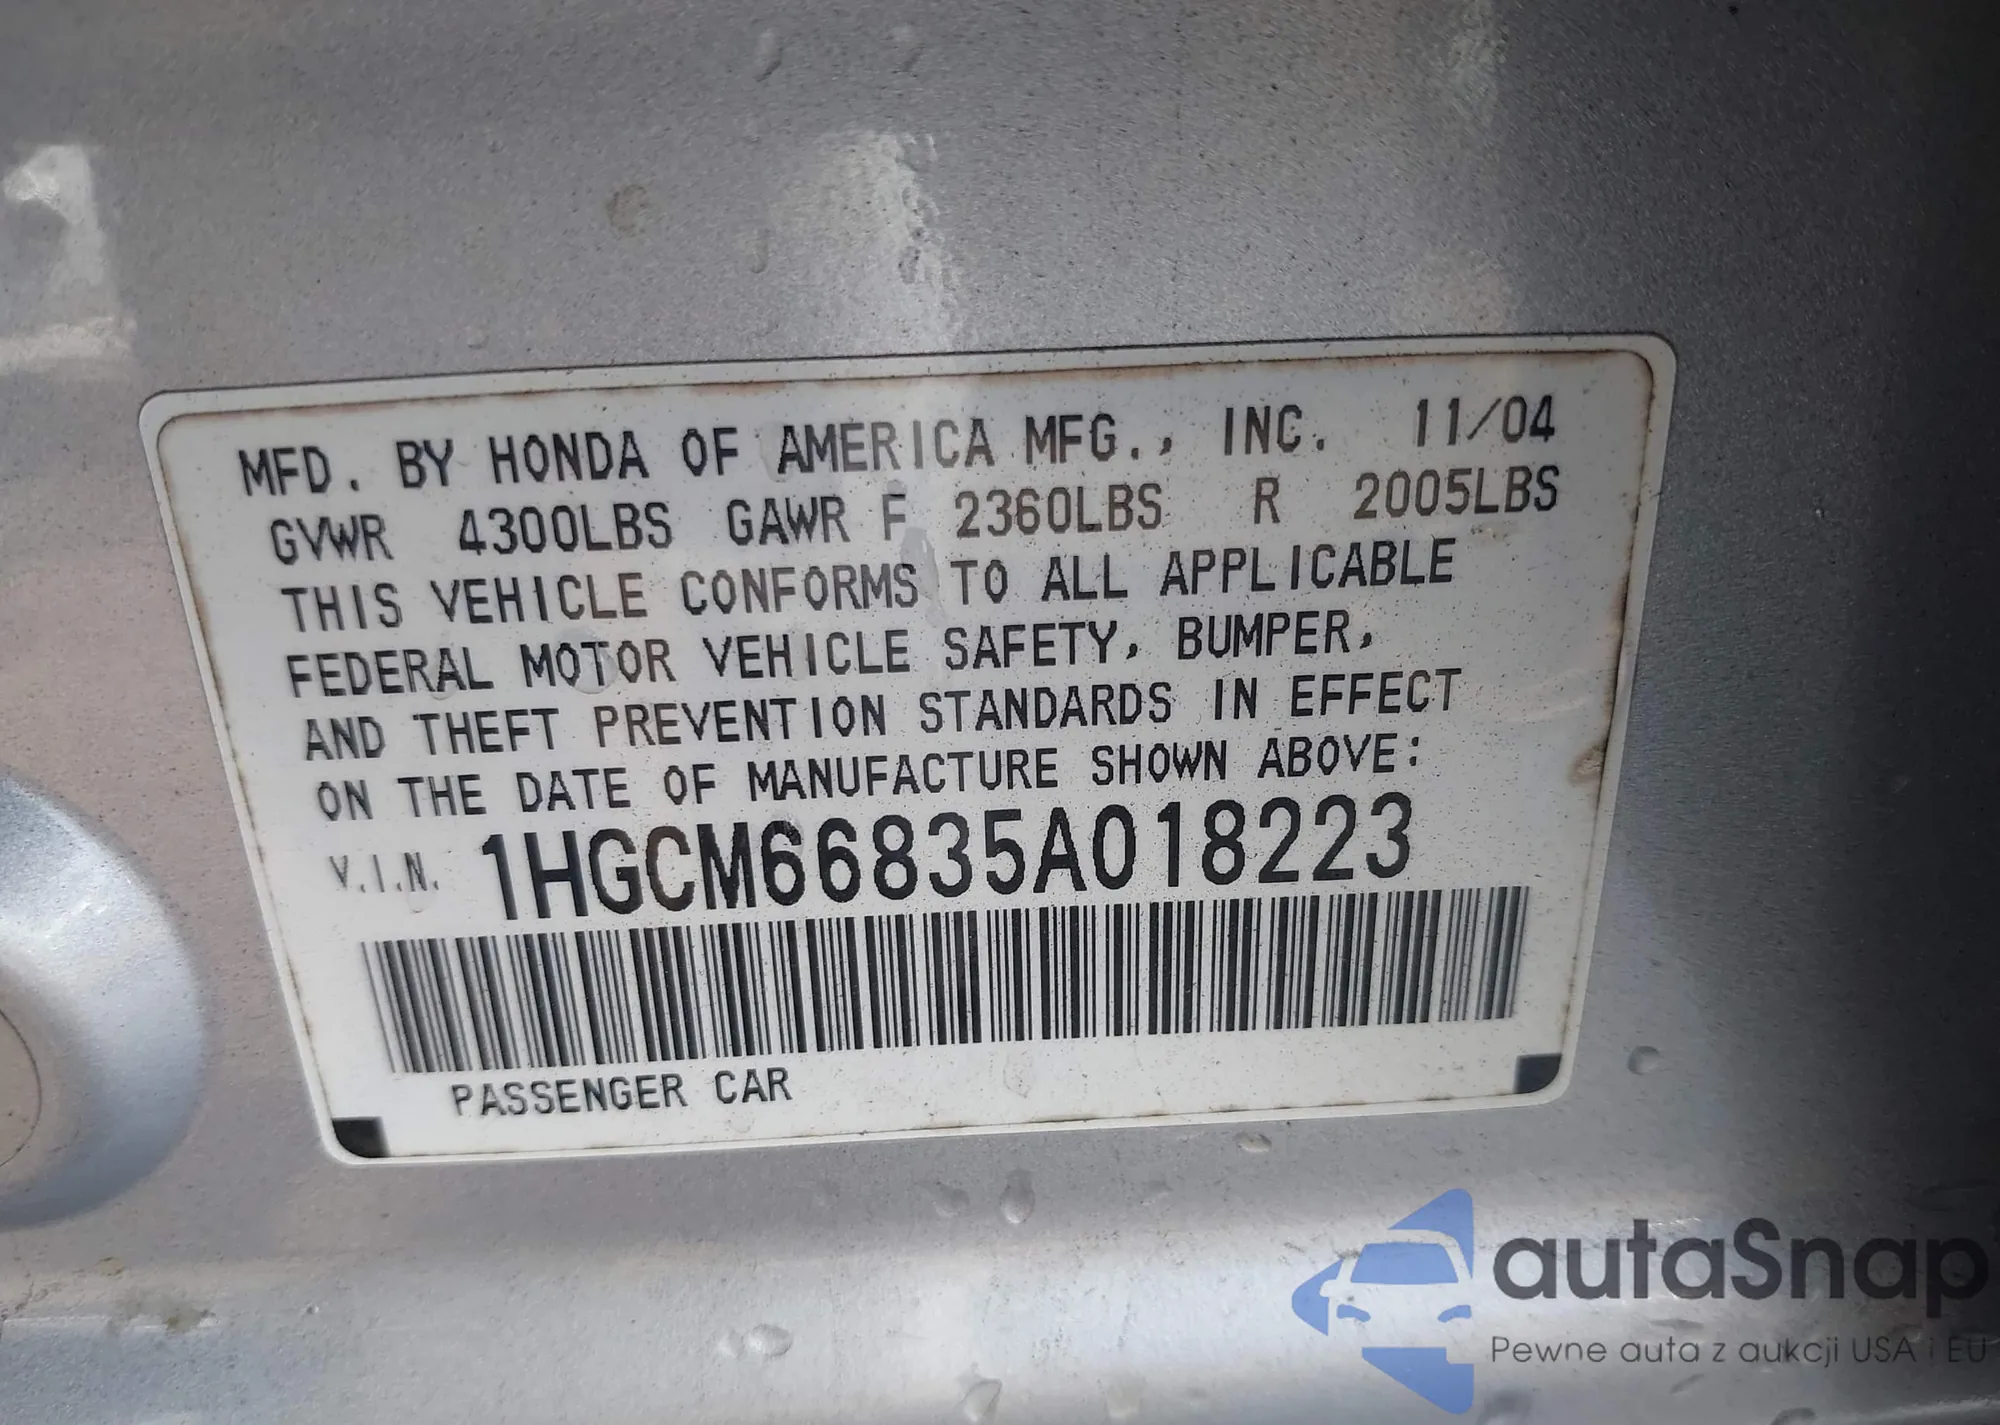 MFD. BY HONDA OF AMERICA MFG., INC. 11/04
GVWR 4300LBS GAWR F 2360LBS R 2005LBS
THIS VEHICLE CONFORMS TO ALL APPLICABLE
FEDERAL MOTOR VEHICLE SAFETY, BUMPER,
AND THEFT PREVENTION STANDARDS IN EFFECT
ON THE DATE OF MANUFACTURE SHOWN ABOVE:
V.I.N. 1HGCM66835A018223
PASSENGER CAR
autaSnap
Pewne auta z aukcji USA i EU